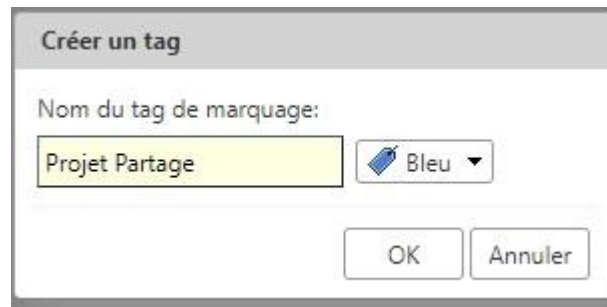 Créer un tag
Nom du tag de marquage:
Projet Partage
Bleu
OK
Annuler